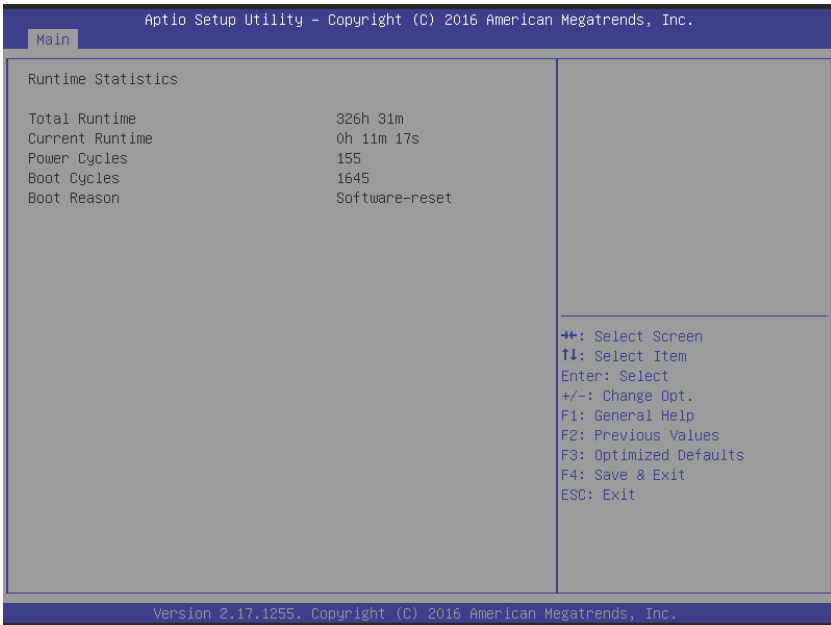 Aptio Setup Utility – Copyright (C) 2016 American Megatrends, Inc.
Main
Runtime Statistics
Total Runtime 326h 31m
Current Runtime 0h 11m 17s
Power Cycles 155
Boot Cycles 1645
Boot Reason Software-reset
→←: Select Screen
↑↓: Select Item
Enter: Select
+/-: Change Opt.
F1: General Help
F2: Previous Values
F3: Optimized Defaults
F4: Save & Exit
ESC: Exit
Version 2.17.1255. Copyright (C) 2016 American Megatrends, Inc.